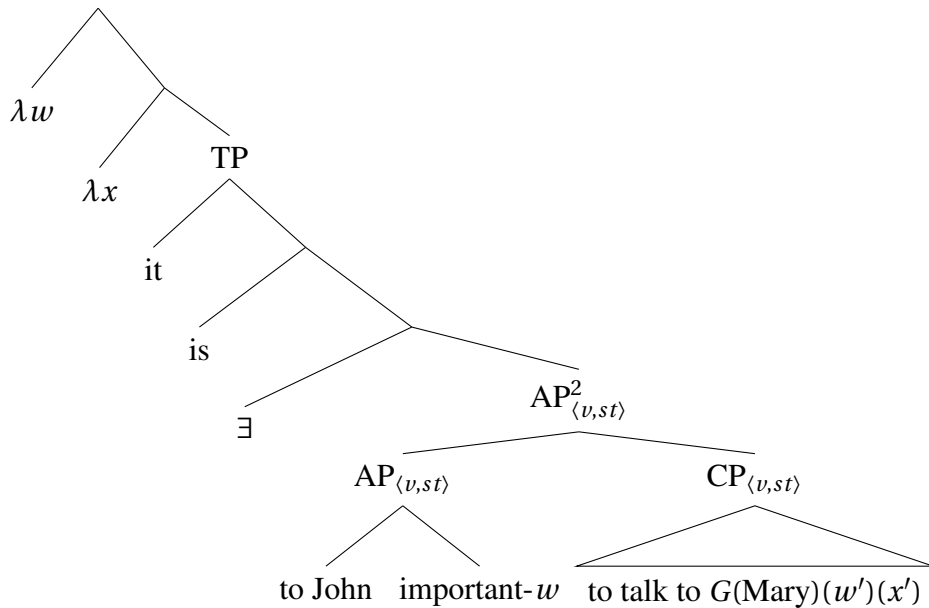 λw
λx
TP
it
is
∃
AP²⟨v,st⟩
AP⟨v,st⟩ CP⟨v,st⟩
to John important-w to talk to G(Mary)(w′)(x′)